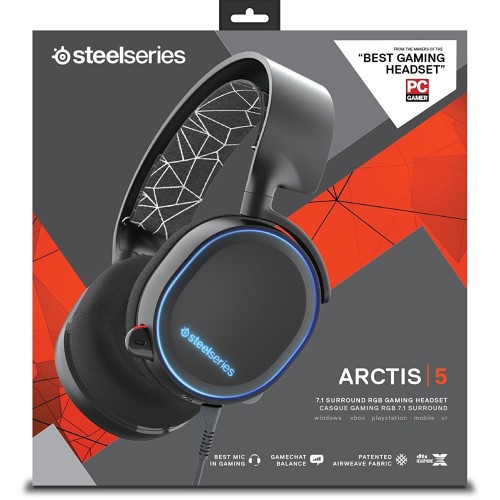 steelseries
FROM THE MAKERS OF THE
"BEST GAMING
HEADSET"
PC
GAMER
steelseries
ARCTIS | 5
7.1 SURROUND RGB GAMING HEADSET
CASQUE GAMING RGB 7.1 SURROUND
windows · xbox · playstation · mobile · vr
BEST MIC
IN GAMING
GAMECHAT
BALANCE
PATENTED
AIRWEAVE FABRIC
dts
HEADPHONE:X